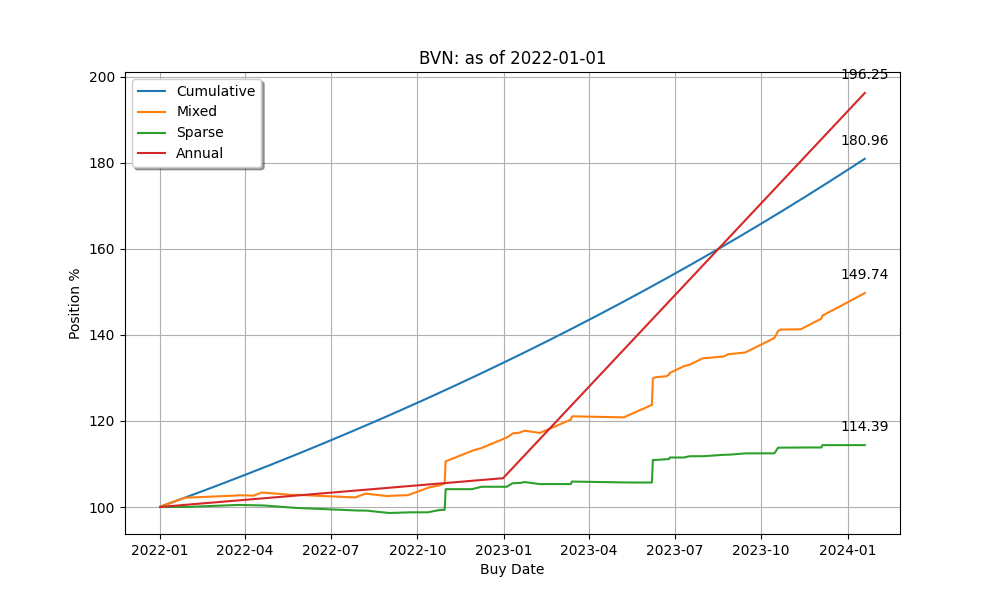 BVN: as of 2022-01-01
Cumulative
Mixed
Sparse
Annual
196.25
180.96
149.74
114.39
200
180
160
140
120
100
Position %
2022-01 2022-04 2022-07 2022-10 2023-01 2023-04 2023-07 2023-10 2024-01
Buy Date